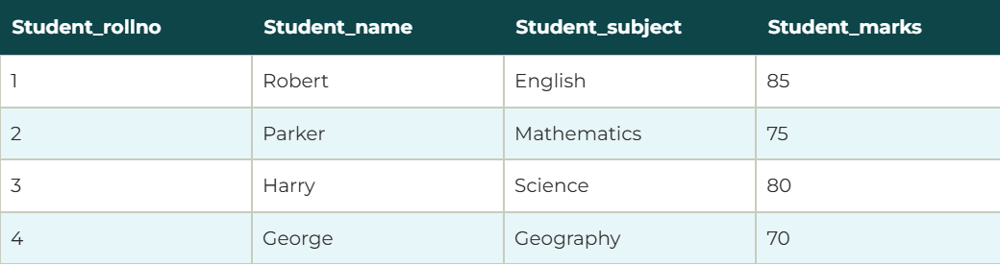 Student_rollno Student_name Student_subject Student_marks
1 Robert English 85
2 Parker Mathematics 75
3 Harry Science 80
4 George Geography 70